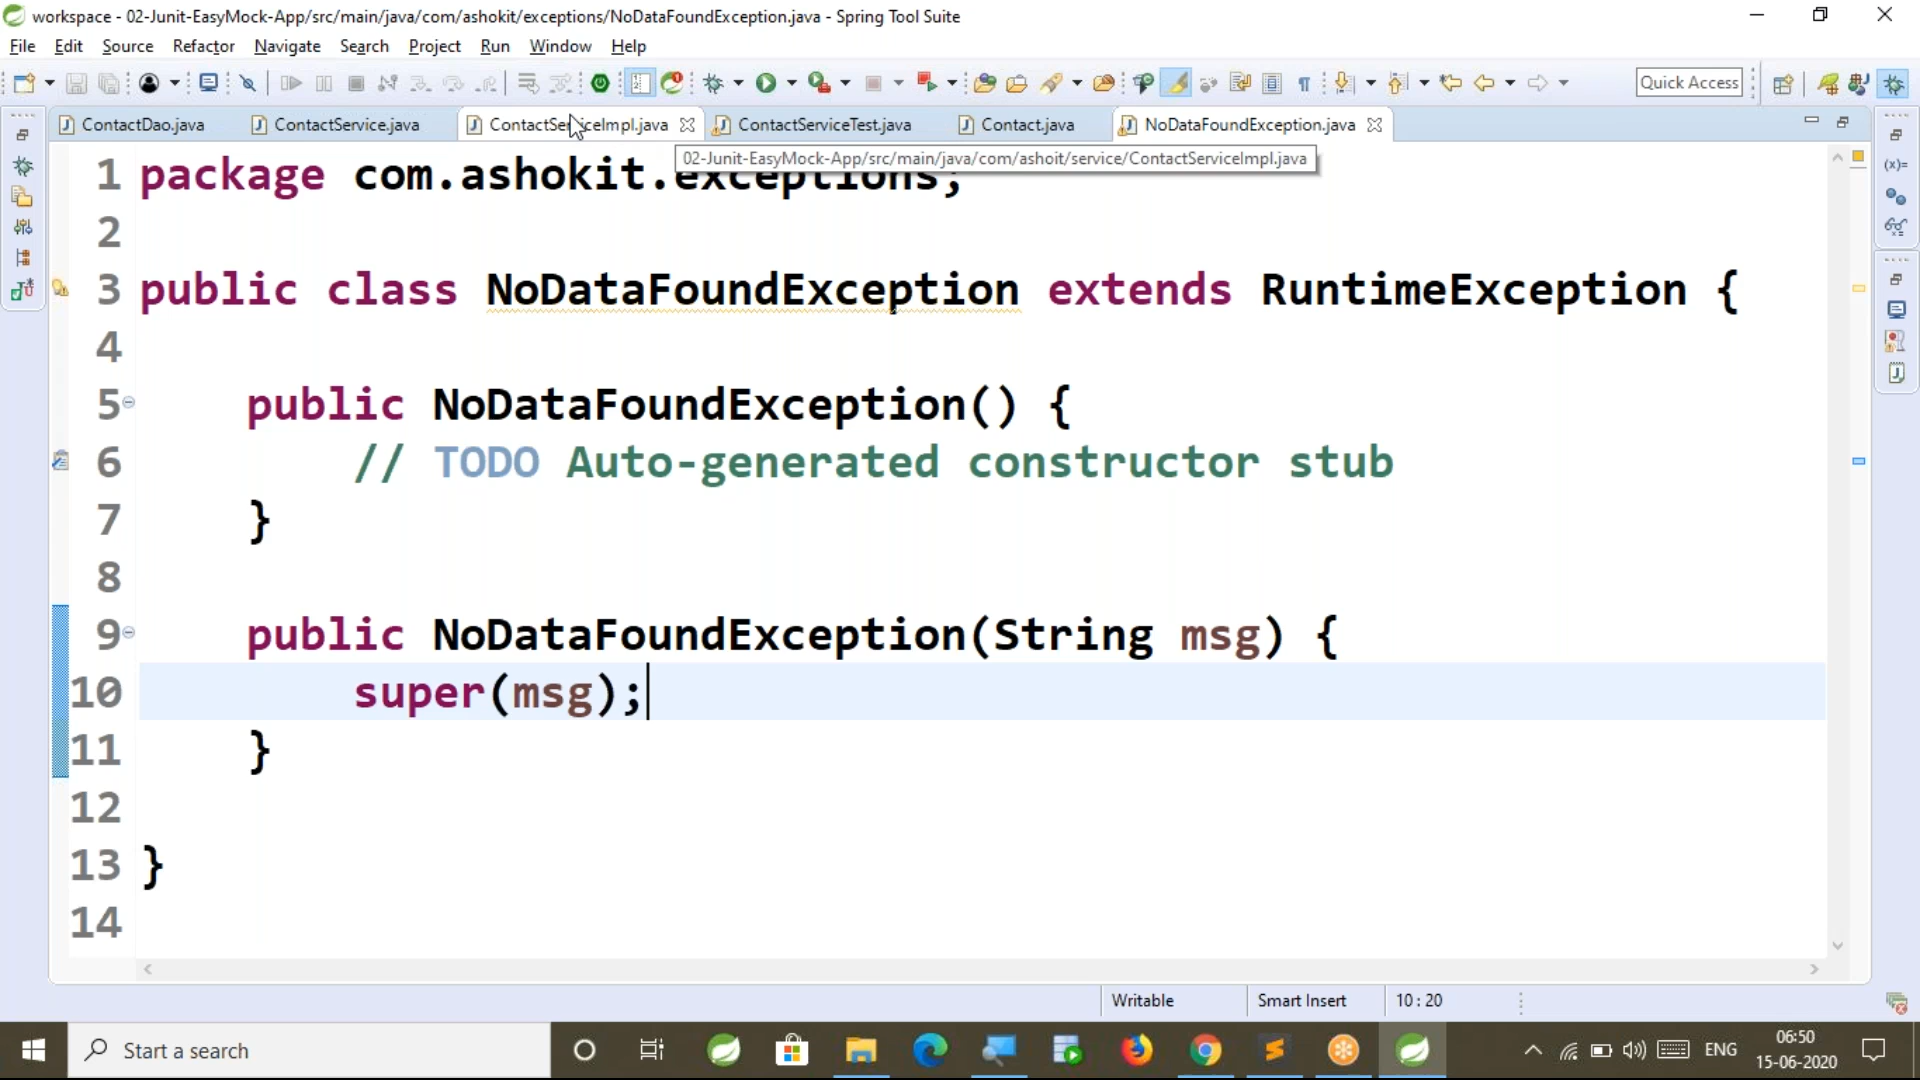 workspace - 02-Junit-EasyMock-App/src/main/java/com/ashokit/exceptions/NoDataFoundException.java - Spring Tool Suite
File Edit Source Refactor Navigate Search Project Run Window Help
Quick Access
ContactDao.java ContactService.java ContactServiceImpl.java ContactServiceTest.java Contact.java NoDataFoundException.java
02-Junit-EasyMock-App/src/main/java/com/ashoit/service/ContactServiceImpl.java
1 package com.ashokit.exceptions;
2
3 public class NoDataFoundException extends RuntimeException {
4
5 public NoDataFoundException() {
6 // TODO Auto-generated constructor stub
7 }
8
9 public NoDataFoundException(String msg) {
10 super(msg);
11 }
12
13 }
14
Writable Smart Insert 10 : 20
Start a search
ENG
06:50
15-06-2020